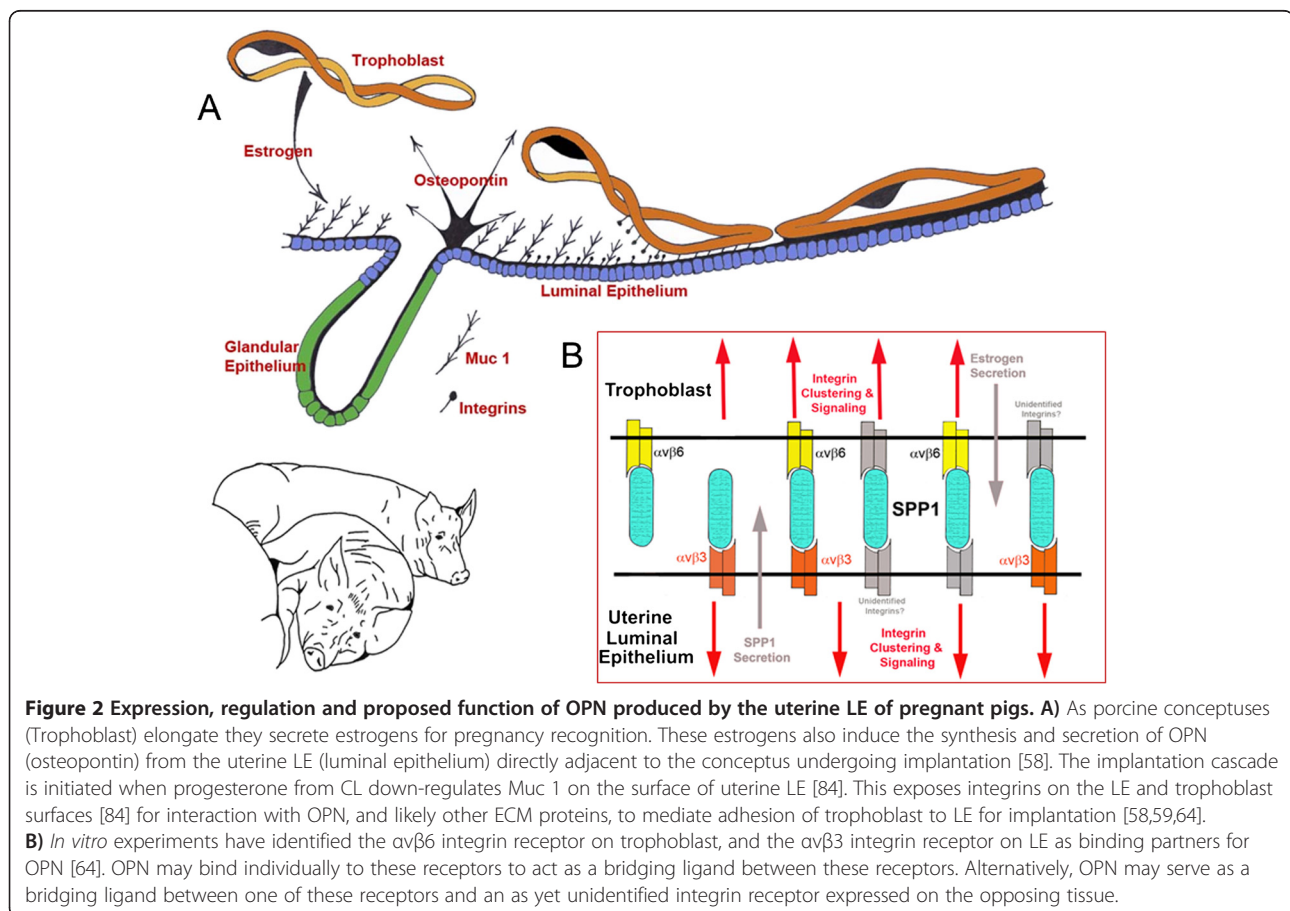 A
Trophoblast
Estrogen
Osteopontin
Luminal Epithelium
Glandular
Epithelium
Muc 1
Integrins
B
Trophoblast
Integrin
Clustering &
Signaling
Estrogen
Secretion
Unidentified
Integrins?
αvβ6
αvβ6
αvβ6
SPP1
αvβ3
αvβ3
αvβ3
Unidentified
Integrins?
Uterine
Luminal
Epithelium
SPP1
Secretion
Integrin
Clustering &
Signaling
Figure 2 Expression, regulation and proposed function of OPN produced by the uterine LE of pregnant pigs. A) As porcine conceptuses
(Trophoblast) elongate they secrete estrogens for pregnancy recognition. These estrogens also induce the synthesis and secretion of OPN
(osteopontin) from the uterine LE (luminal epithelium) directly adjacent to the conceptus undergoing implantation [58]. The implantation cascade
is initiated when progesterone from CL down-regulates Muc 1 on the surface of uterine LE [84]. This exposes integrins on the LE and trophoblast
surfaces [84] for interaction with OPN, and likely other ECM proteins, to mediate adhesion of trophoblast to LE for implantation [58,59,64].
B) In vitro experiments have identified the αvβ6 integrin receptor on trophoblast, and the αvβ3 integrin receptor on LE as binding partners for
OPN [64]. OPN may bind individually to these receptors to act as a bridging ligand between these receptors. Alternatively, OPN may serve as a
bridging ligand between one of these receptors and an as yet unidentified integrin receptor expressed on the opposing tissue.